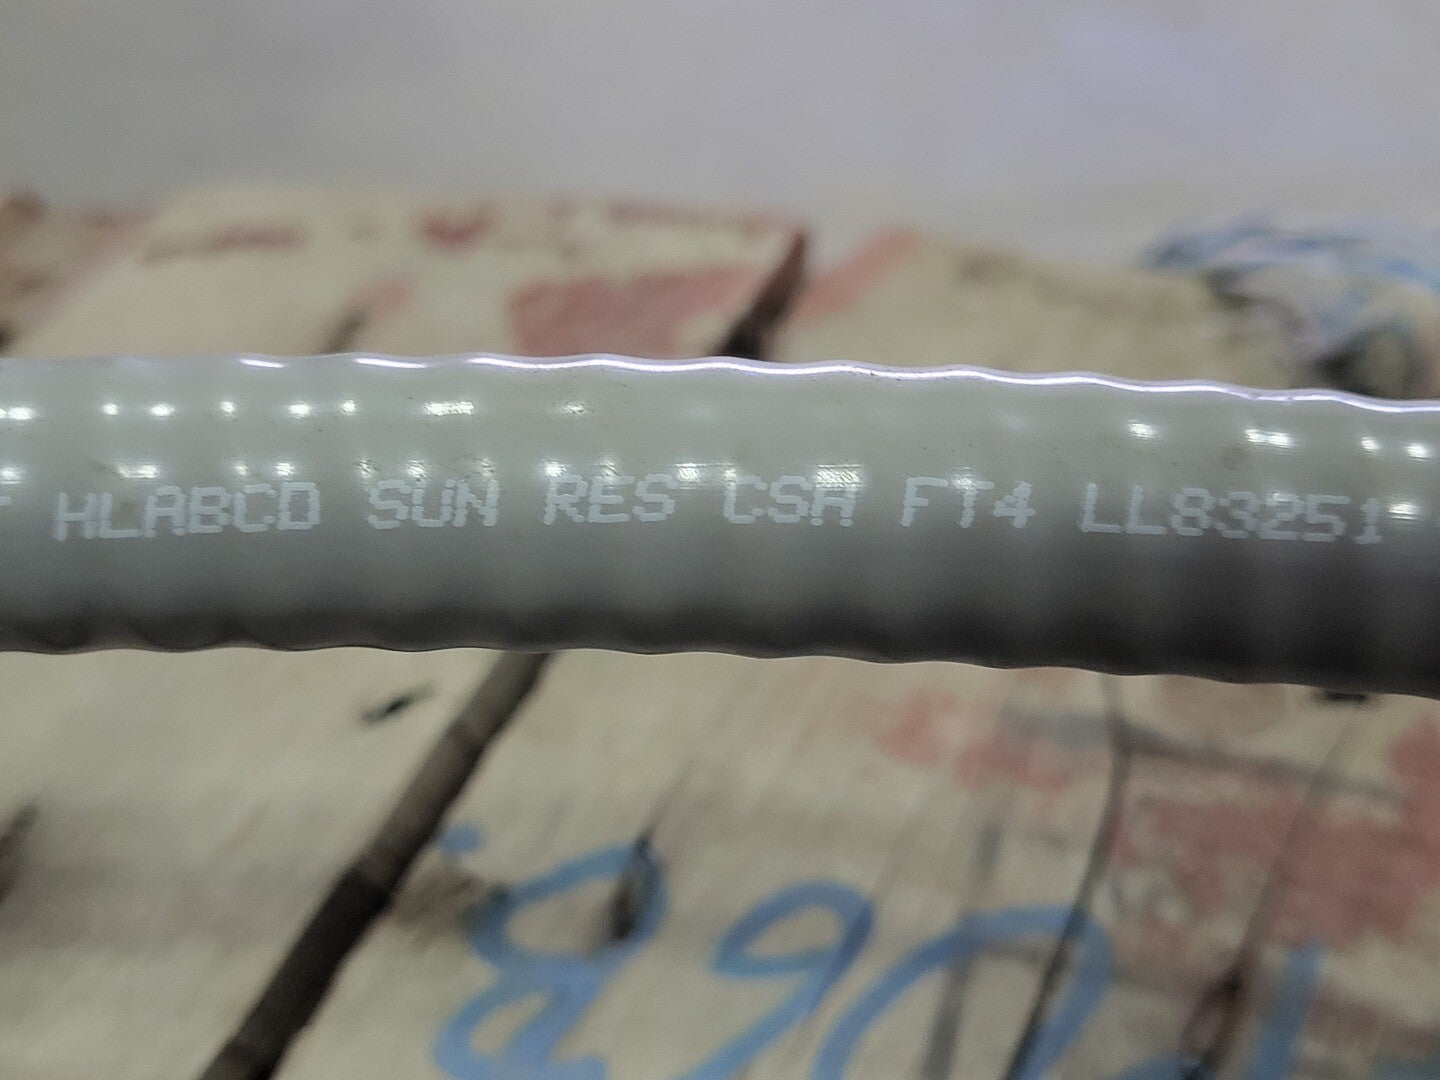 HLABCD SUN RES CSA FT4 LL83251